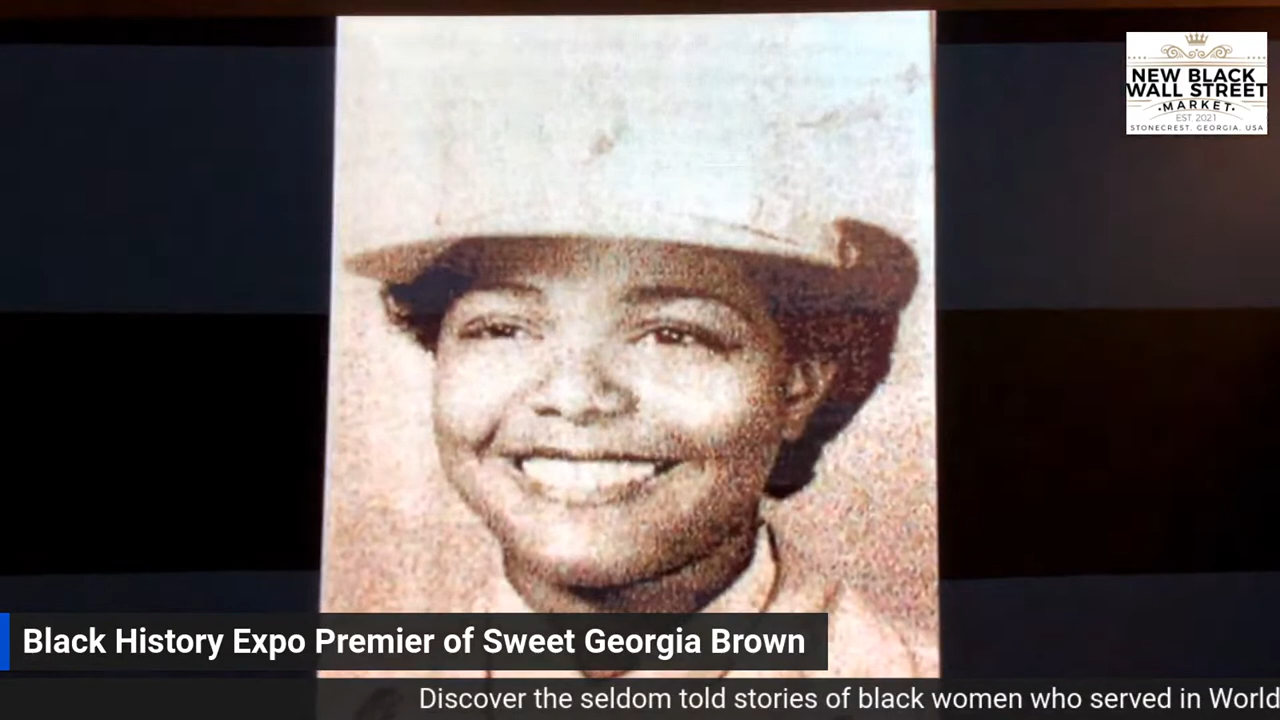 NEW BLACK
WALL STREET
·MARKET·
EST. 2021
STONECREST, GEORGIA, USA
Black History Expo Premier of Sweet Georgia Brown
Discover the seldom told stories of black women who served in World